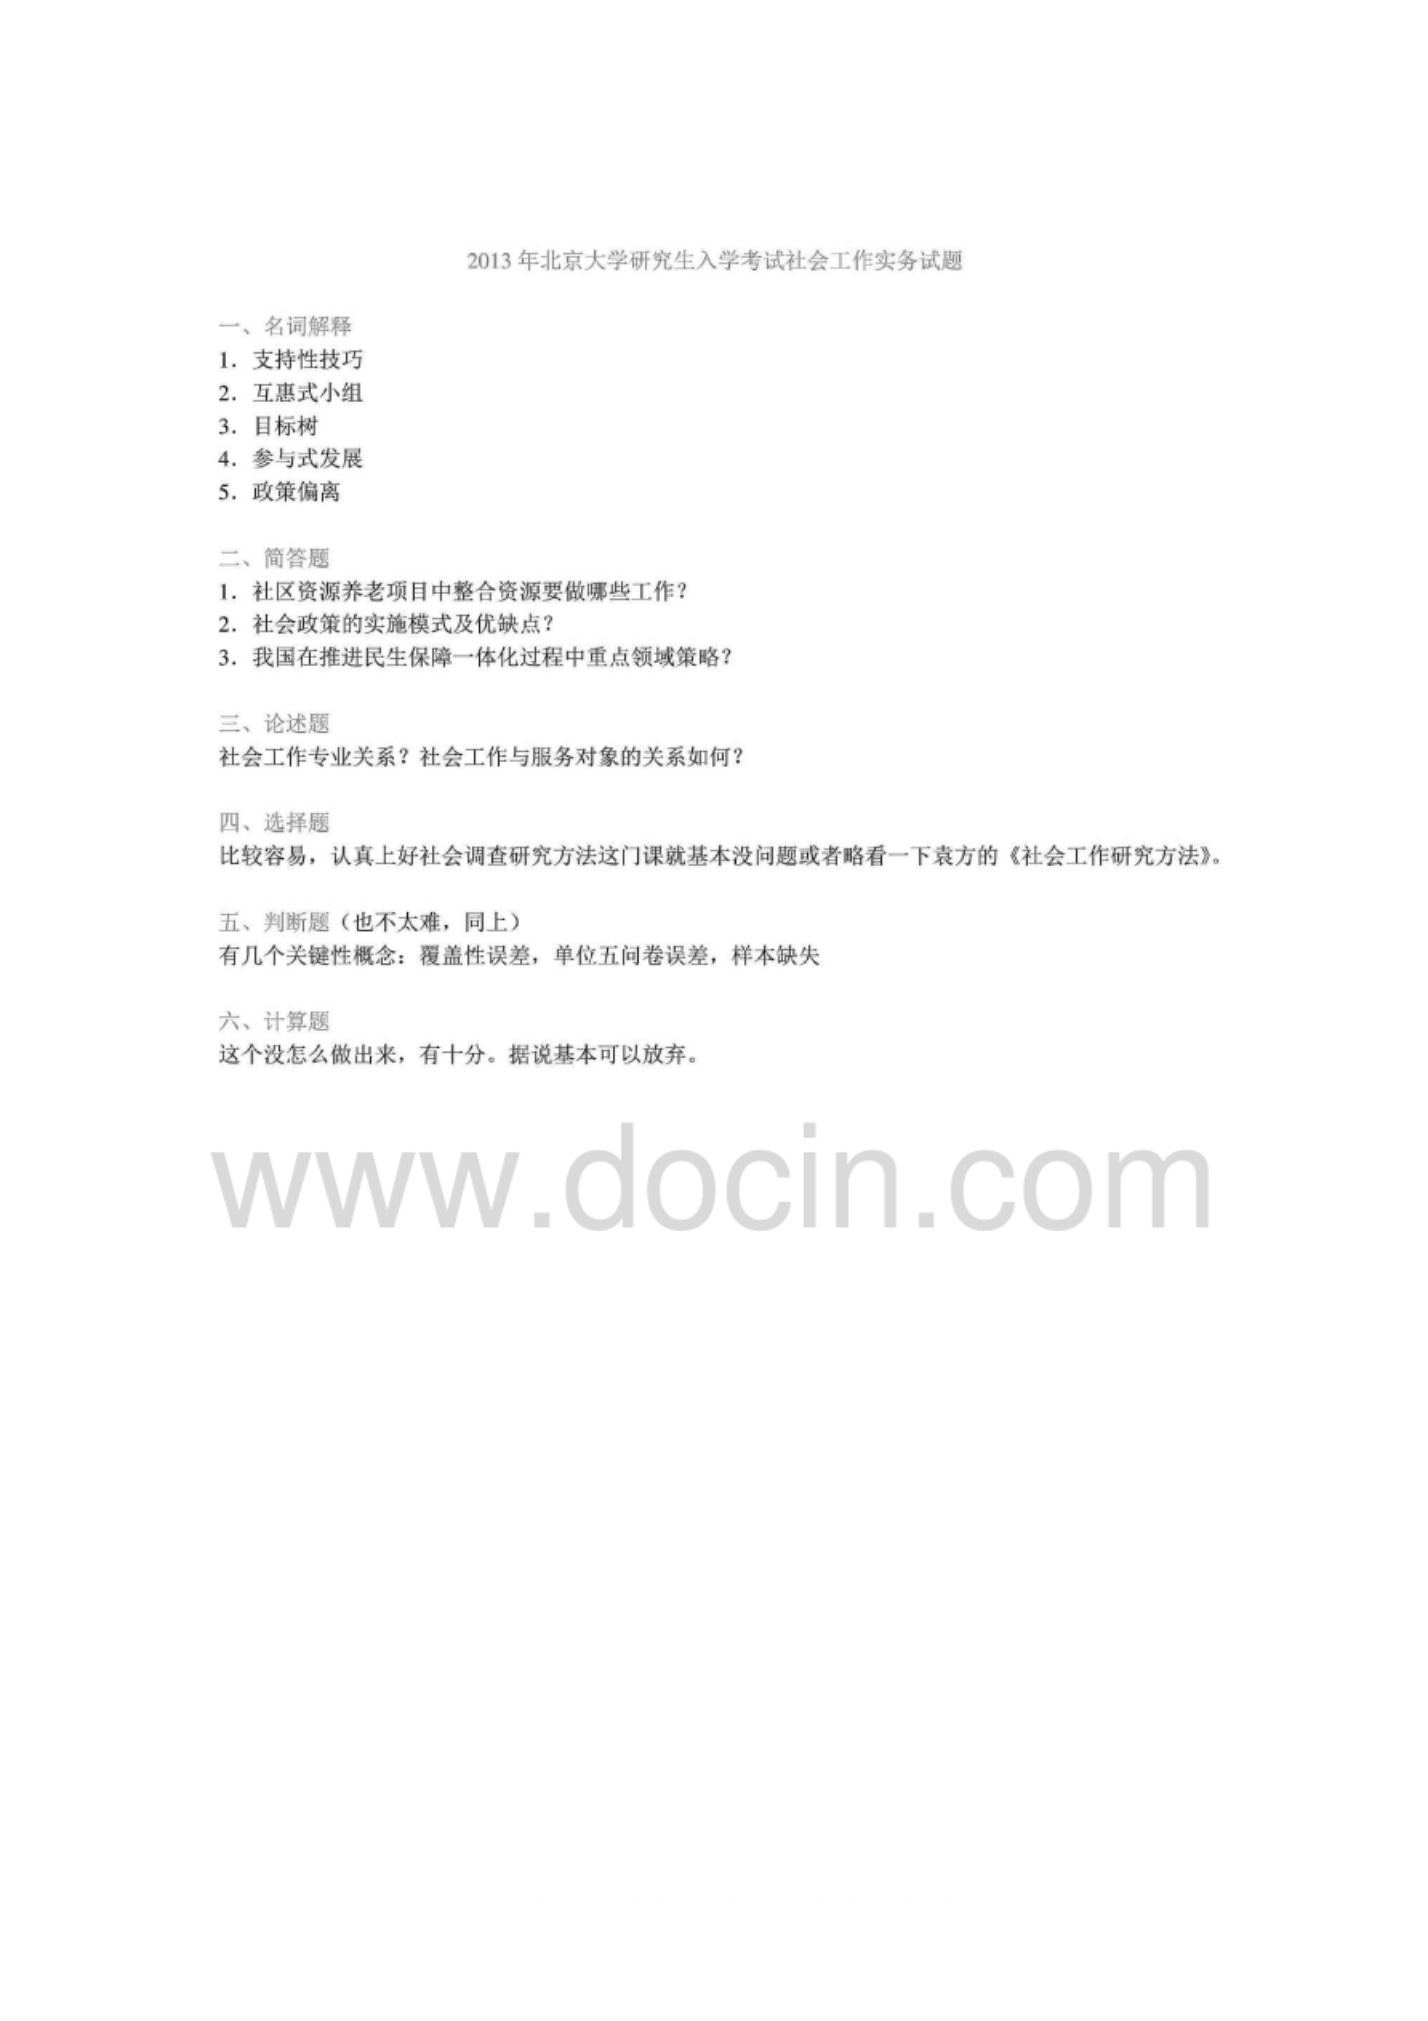 2013 年北京大学研究生入学考试社会工作实务试题
一、名词解释
1．支持性技巧
2．互惠式小组
3．目标树
4．参与式发展
5．政策偏离
二、简答题
1．社区资源养老项目中整合资源要做哪些工作？
2．社会政策的实施模式及优缺点？
3．我国在推进民生保障一体化过程中重点领域策略？
三、论述题
社会工作专业关系？社会工作与服务对象的关系如何？
四、选择题
比较容易，认真上好社会调查研究方法这门课就基本没问题或者略看一下袁方的《社会工作研究方法》。
五、判断题（也不太难，同上）
有几个关键性概念：覆盖性误差，单位五问卷误差，样本缺失
六、计算题
这个没怎么做出来，有十分。据说基本可以放弃。
www.docin.com